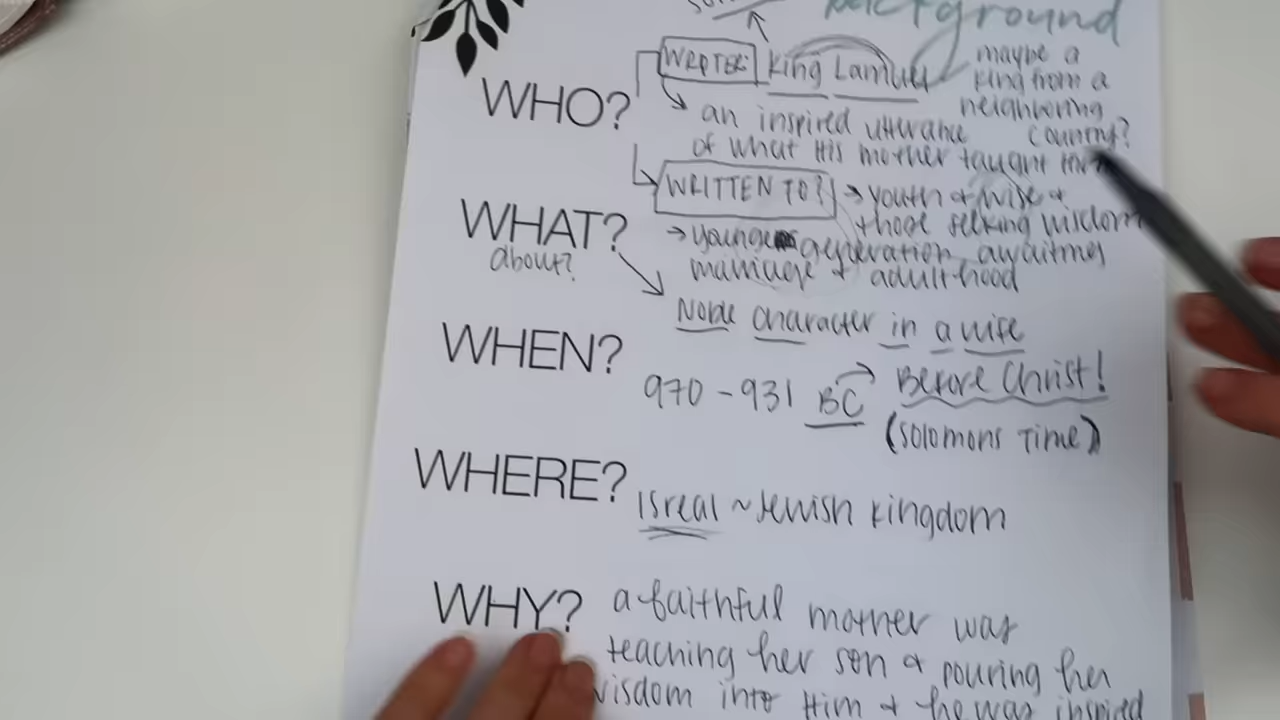 background
WHO?
WROTE: King Lamuel
maybe a
king from a
neighboring
country?
an inspired utterance
of what His mother taught him
WRITTEN TO? → youth & wise &
those seeking wisdom
WHAT?
about?
→ younger generation awaiting
marriage & adulthood
Noble character in a wife
WHEN?
970 - 931 BC → Before Christ!
(Solomons Time)
WHERE?
Isreal ~ Jewish kingdom
WHY?
a faithful mother was
teaching her son & pouring her
wisdom into Him & he was inspired